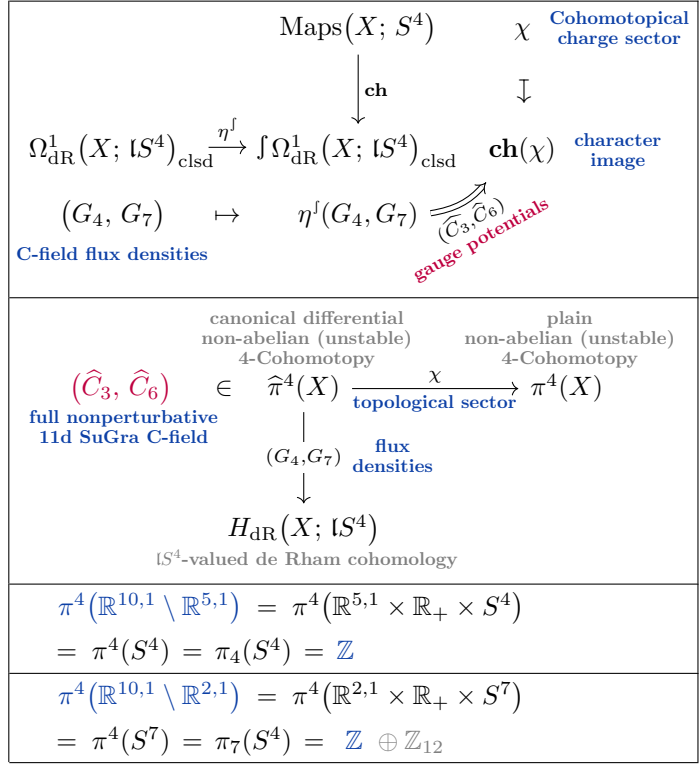 Maps(X; S⁴) χ Cohomotopical charge sector
ch
Ω¹_dR(X; 𝔩S⁴)_clsd η^ʃ ʃΩ¹_dR(X; 𝔩S⁴)_clsd ch(χ) character image
(G₄, G₇) ↦ η^ʃ(G₄, G₇) (Ĉ₃,Ĉ₆)
gauge potentials
C-field flux densities
canonical differential non-abelian (unstable) 4-Cohomotopy
plain non-abelian (unstable) 4-Cohomotopy
(Ĉ₃, Ĉ₆) ∈ π̂⁴(X) χ π⁴(X)
full nonperturbative 11d SuGra C-field
topological sector
(G₄,G₇) flux densities
H_dR(X; 𝔩S⁴)
𝔩S⁴-valued de Rham cohomology
π⁴(ℝ^{10,1} \ ℝ^{5,1}) = π⁴(ℝ^{5,1} × ℝ₊ × S⁴)
= π⁴(S⁴) = π₄(S⁴) = ℤ
π⁴(ℝ^{10,1} \ ℝ^{2,1}) = π⁴(ℝ^{2,1} × ℝ₊ × S⁷)
= π⁴(S⁷) = π₇(S⁴) = ℤ ⊕ ℤ₁₂